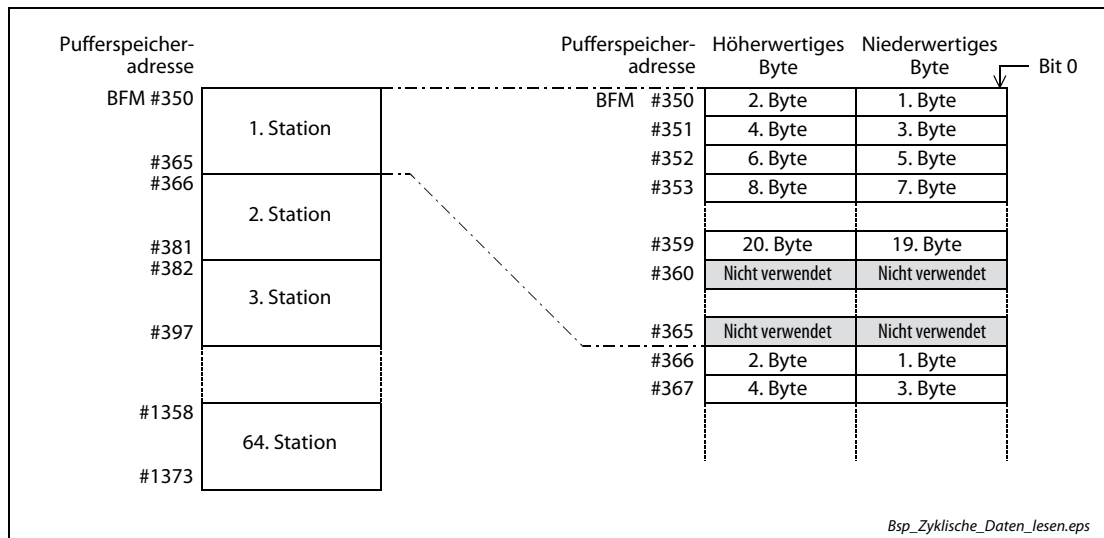 Pufferspeicher-
adresse
BFM #350
1. Station
#365
#366
2. Station
#381
#382
3. Station
#397
#1358
64. Station
#1373
Pufferspeicher-
adresse
Höherwertiges
Byte
Niederwertiges
Byte
Bit 0
BFM #350 2. Byte 1. Byte
#351 4. Byte 3. Byte
#352 6. Byte 5. Byte
#353 8. Byte 7. Byte
#359 20. Byte 19. Byte
#360 Nicht verwendet Nicht verwendet
#365 Nicht verwendet Nicht verwendet
#366 2. Byte 1. Byte
#367 4. Byte 3. Byte
Bsp_Zyklische_Daten_lesen.eps